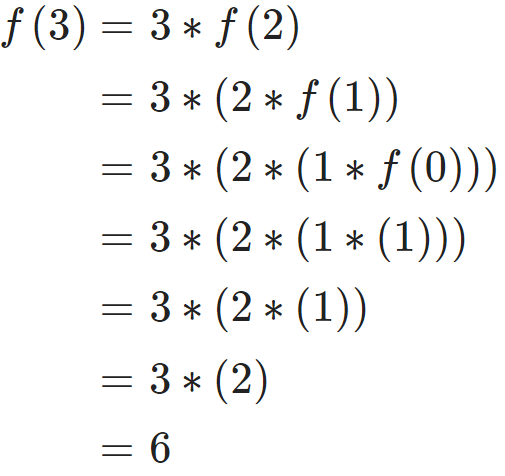 f(3) = 3 * f(2)
= 3 * (2 * f(1))
= 3 * (2 * (1 * f(0)))
= 3 * (2 * (1 * (1)))
= 3 * (2 * (1))
= 3 * (2)
= 6